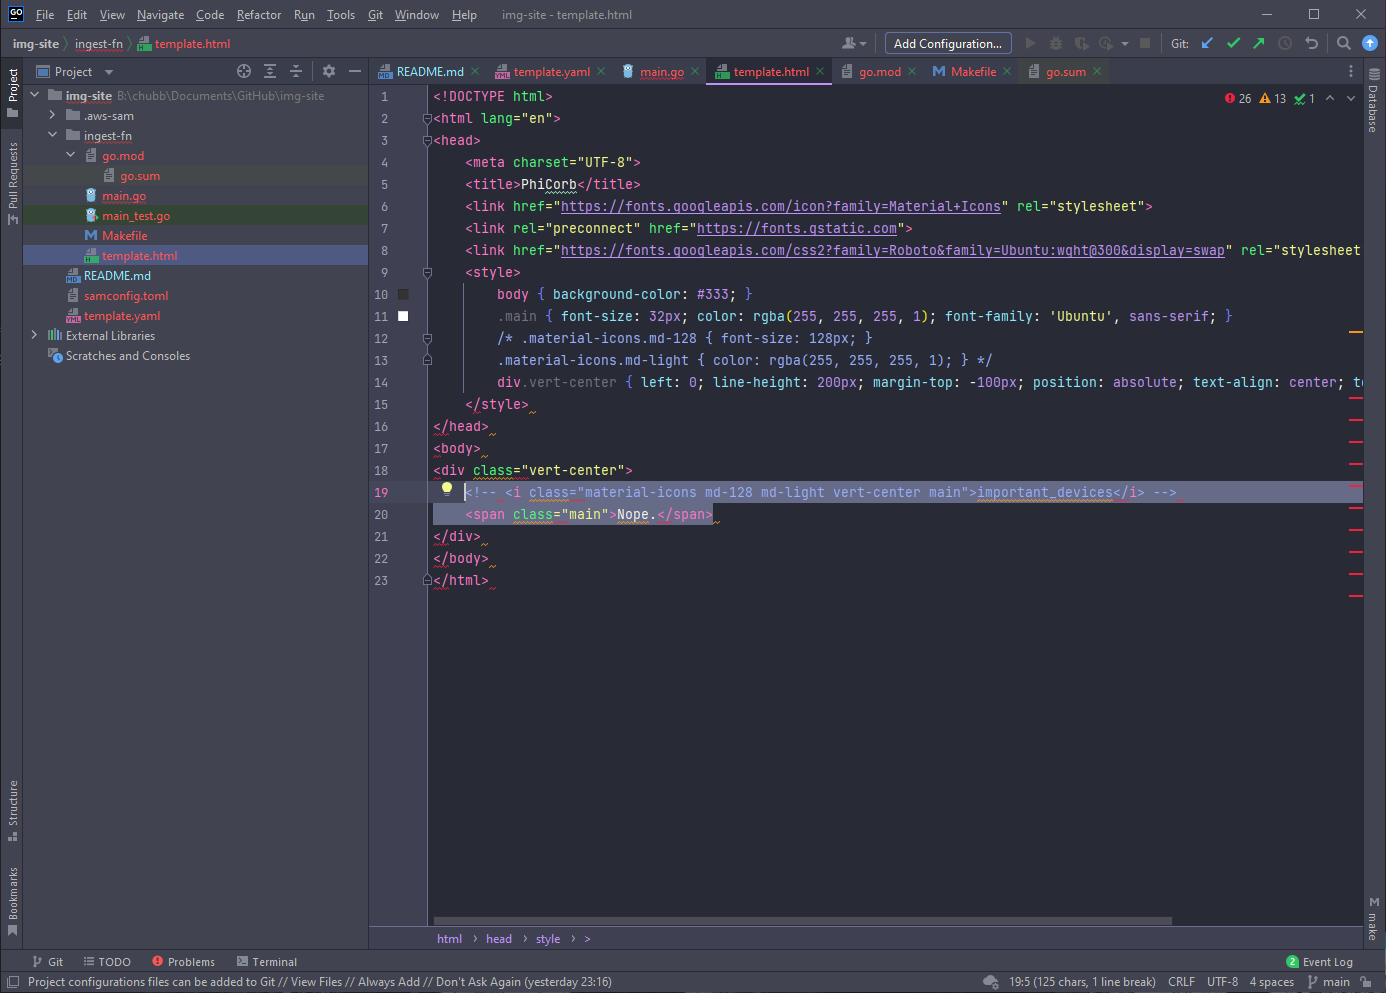 GO File Edit View Navigate Code Refactor Run Tools Git Window Help img-site - template.html
img-site ingest-fn template.html Add Configuration... Git:
Project
README.md template.yaml main.go template.html go.mod Makefile go.sum
Project
Pull Requests
Structure
Bookmarks
img-site B:\chubb\Documents\GitHub\img-site
.aws-sam
ingest-fn
go.mod
go.sum
main.go
main_test.go
Makefile
template.html
README.md
samconfig.toml
template.yaml
External Libraries
Scratches and Consoles
26 13 1
1 <!DOCTYPE html>
2 <html lang="en">
3 <head>
4 <meta charset="UTF-8">
5 <title>PhiCorb</title>
6 <link href="https://fonts.googleapis.com/icon?family=Material+Icons" rel="stylesheet">
7 <link rel="preconnect" href="https://fonts.gstatic.com">
8 <link href="https://fonts.googleapis.com/css2?family=Roboto&family=Ubuntu:wght@300&display=swap" rel="stylesheet
9 <style>
10 body { background-color: #333; }
11 .main { font-size: 32px; color: rgba(255, 255, 255, 1); font-family: 'Ubuntu', sans-serif; }
12 /* .material-icons.md-128 { font-size: 128px; }
13 .material-icons.md-light { color: rgba(255, 255, 255, 1); } */
14 div.vert-center { left: 0; line-height: 200px; margin-top: -100px; position: absolute; text-align: center; te
15 </style>
16 </head>
17 <body>
18 <div class="vert-center">
19 <!-- <i class="material-icons md-128 md-light vert-center main">important_devices</i> -->
20 <span class="main">Nope.</span>
21 </div>
22 </body>
23 </html>
Database
make
html head style >
Git TODO Problems Terminal 2 Event Log
Project configurations files can be added to Git // View Files // Always Add // Don't Ask Again (yesterday 23:16) 19:5 (125 chars, 1 line break) CRLF UTF-8 4 spaces main